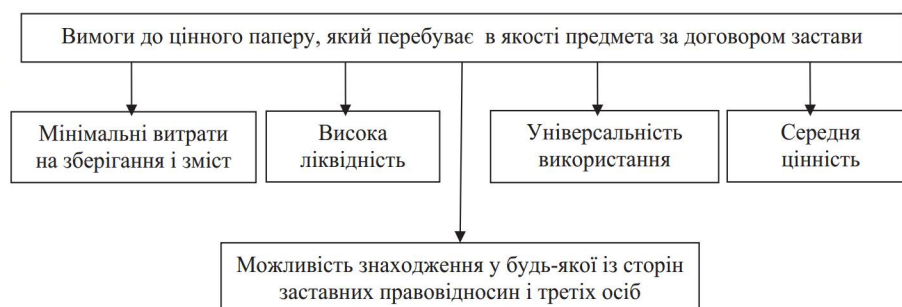 Вимоги до цінного паперу, який перебуває в якості предмета за договором застави
Мінімальні витрати
на зберігання і зміст
Висока
ліквідність
Універсальність
використання
Середня
цінність
Можливість знаходження у будь-якої із сторін
заставних правовідносин і третіх осіб